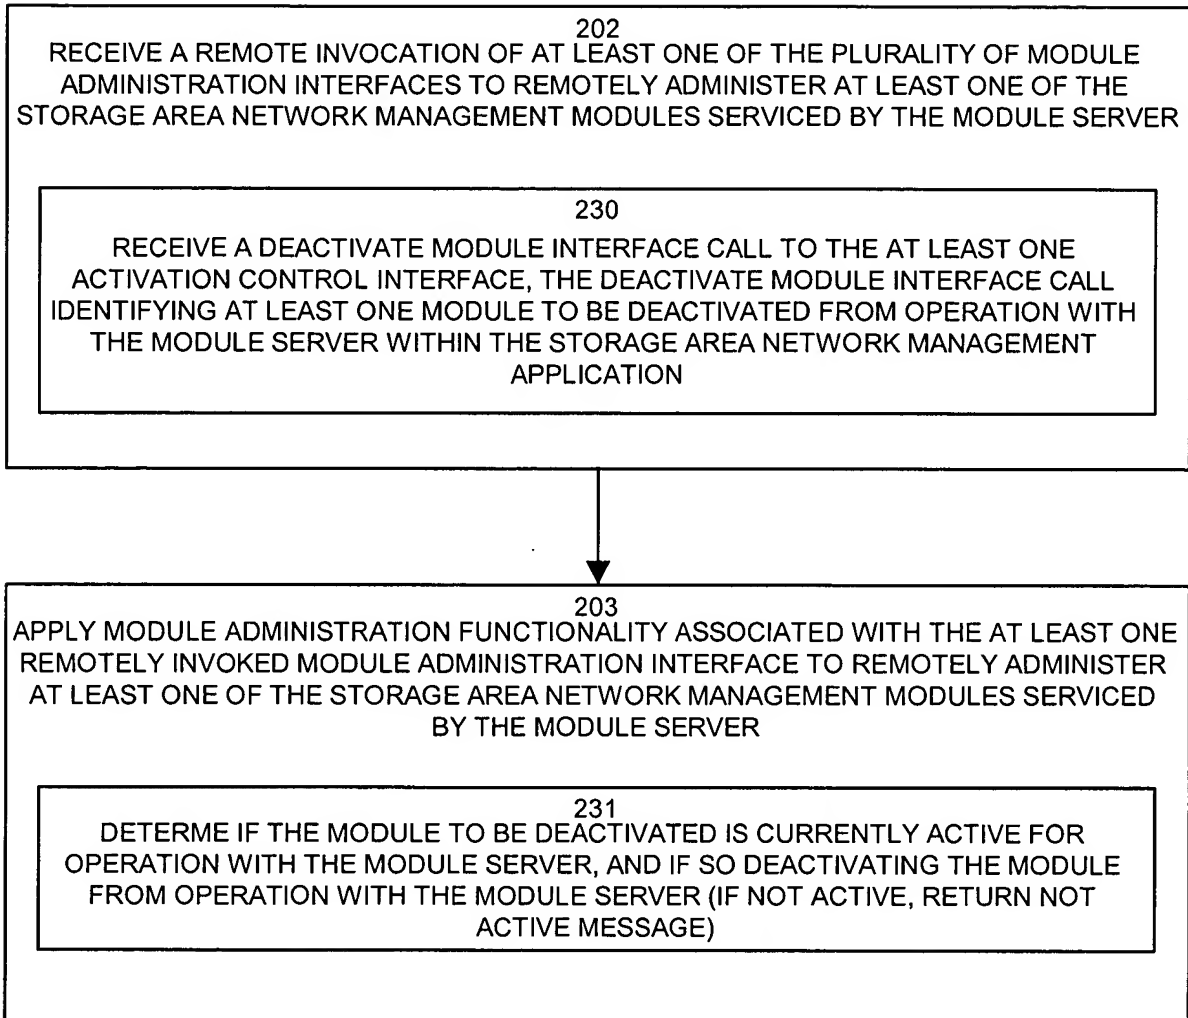 202
RECEIVE A REMOTE INVOCATION OF AT LEAST ONE OF THE PLURALITY OF MODULE
ADMINISTRATION INTERFACES TO REMOTELY ADMINISTER AT LEAST ONE OF THE
STORAGE AREA NETWORK MANAGEMENT MODULES SERVICED BY THE MODULE SERVER
230
RECEIVE A DEACTIVATE MODULE INTERFACE CALL TO THE AT LEAST ONE
ACTIVATION CONTROL INTERFACE, THE DEACTIVATE MODULE INTERFACE CALL
IDENTIFYING AT LEAST ONE MODULE TO BE DEACTIVATED FROM OPERATION WITH
THE MODULE SERVER WITHIN THE STORAGE AREA NETWORK MANAGEMENT
APPLICATION
203
APPLY MODULE ADMINISTRATION FUNCTIONALITY ASSOCIATED WITH THE AT LEAST ONE
REMOTELY INVOKED MODULE ADMINISTRATION INTERFACE TO REMOTELY ADMINISTER
AT LEAST ONE OF THE STORAGE AREA NETWORK MANAGEMENT MODULES SERVICED
BY THE MODULE SERVER
231
DETERME IF THE MODULE TO BE DEACTIVATED IS CURRENTLY ACTIVE FOR
OPERATION WITH THE MODULE SERVER, AND IF SO DEACTIVATING THE MODULE
FROM OPERATION WITH THE MODULE SERVER (IF NOT ACTIVE, RETURN NOT
ACTIVE MESSAGE)